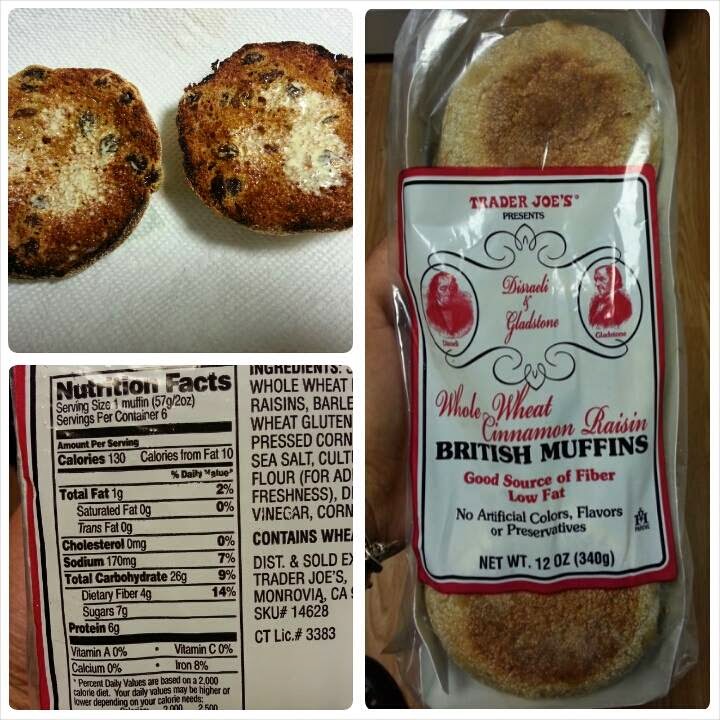 Nutrition Facts
Serving Size 1 muffin (57g/2oz)
Servings Per Container 6
Amount Per Serving
Calories 130 Calories from Fat 10
% Daily Value*
Total Fat 1g 2%
Saturated Fat 0g 0%
Trans Fat 0g
Cholesterol 0mg 0%
Sodium 170mg 7%
Total Carbohydrate 26g 9%
Dietary Fiber 4g 14%
Sugars 7g
Protein 6g
Vitamin A 0% • Vitamin C 0%
Calcium 0% • Iron 8%
* Percent Daily Values are based on a 2,000
calorie diet. Your daily values may be higher or
lower depending on your calorie needs:
2,000 2,500
INGREDIENTS:
WHOLE WHEAT
RAISINS, BARLE
WHEAT GLUTEN
PRESSED CORN
SEA SALT, CULT
FLOUR (FOR AD
FRESHNESS), D
VINEGAR, CORN
CONTAINS WHEA
DIST. & SOLD EX
TRADER JOE'S,
MONROVIA, CA
SKU# 14628
CT Lic.# 3383
TRADER JOE'S®
PRESENTS
Disraeli
&
Gladstone
Disraeli
Gladstone
Whole Wheat
Cinnamon Raisin
BRITISH MUFFINS
Good Source of Fiber
Low Fat
No Artificial Colors, Flavors
or Preservatives
NET WT. 12 OZ (340g)